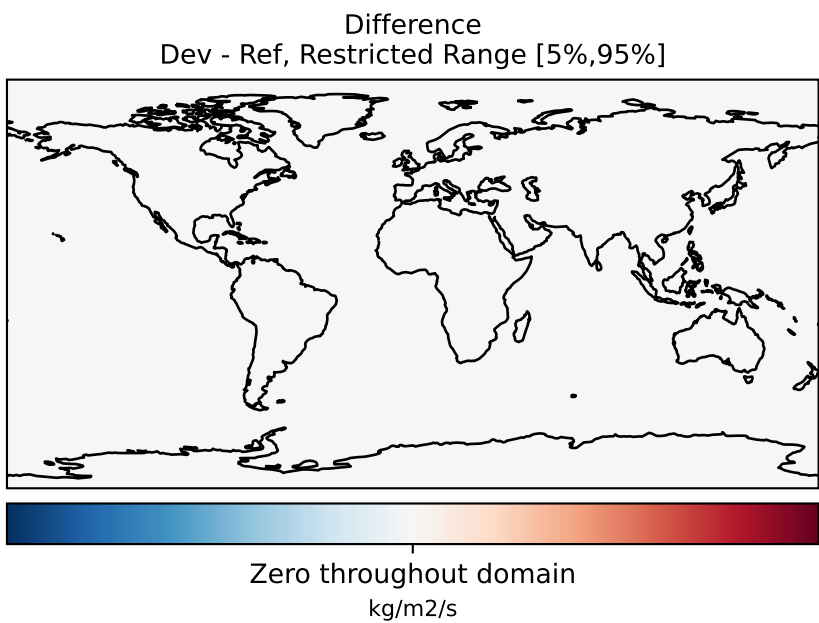 Difference
Dev - Ref, Restricted Range [5%,95%]
Zero throughout domain
kg/m2/s